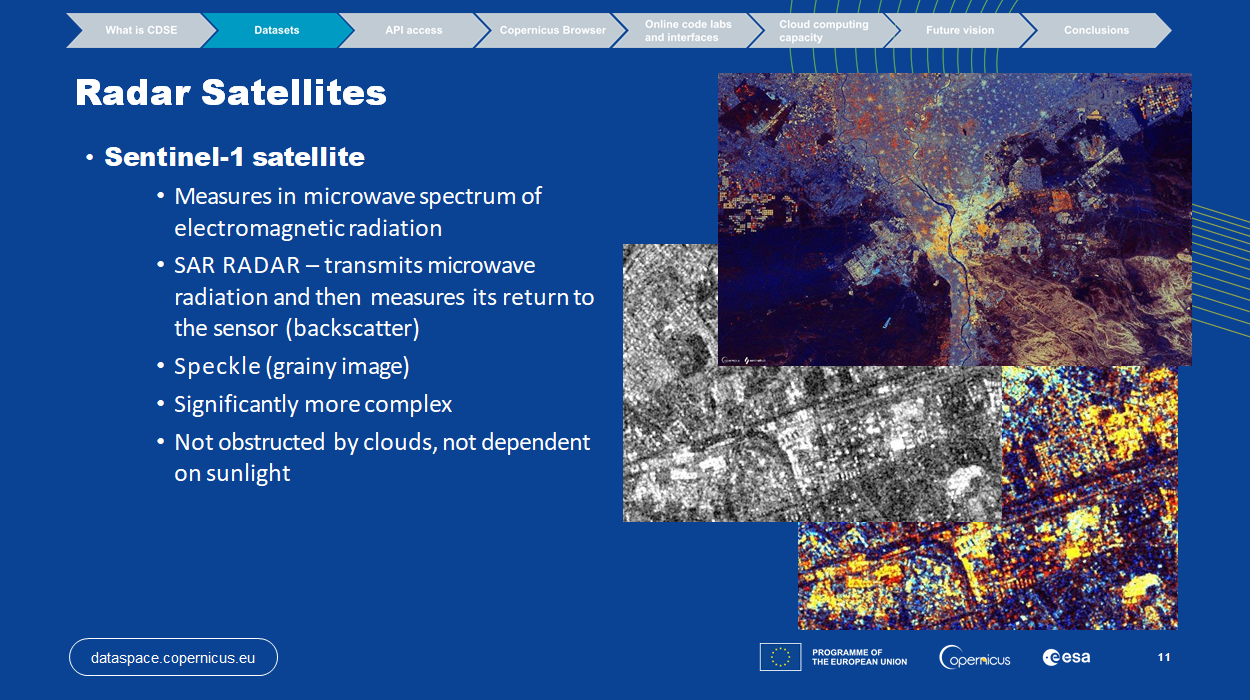 What is CDSE
Datasets
API access
Copernicus Browser
Online code labs
and interfaces
Cloud computing
capacity
Future vision
Conclusions
Radar Satellites
• Sentinel-1 satellite
• Measures in microwave spectrum of
electromagnetic radiation
• SAR RADAR – transmits microwave
radiation and then measures its return to
the sensor (backscatter)
• Speckle (grainy image)
• Significantly more complex
• Not obstructed by clouds, not dependent
on sunlight
dataspace.copernicus.eu
PROGRAMME OF
THE EUROPEAN UNION
opernicus
esa
11